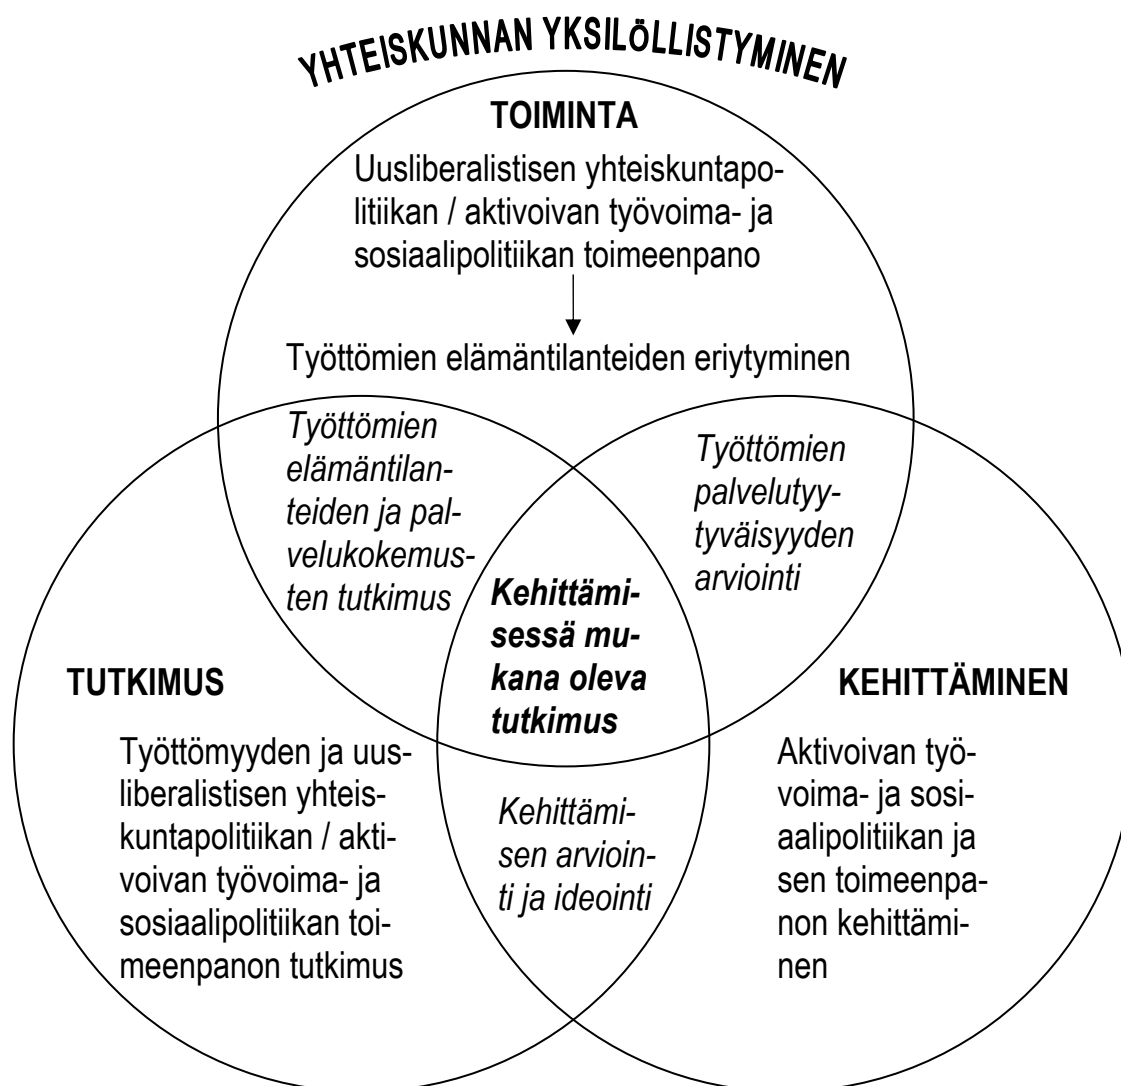 YHTEISKUNNAN YKSILÖLLISTYMINEN
TOIMINTA
Uusliberalistisen yhteiskuntapo-
litiikan / aktivoivan työvoima- ja
sosiaalipolitiikan toimeenpano
Työttömien elämäntilanteiden eriytyminen
Työttömien
elämäntilan-
teiden ja pal-
velukokemus-
ten tutkimus
Työttömien
palvelutyy-
tyväisyyden
arviointi
Kehittämi-
sessä mu-
kana oleva
tutkimus
TUTKIMUS
Työttömyyden ja uus-
liberalistisen yhteis-
kuntapolitiikan / akti-
voivan työvoima- ja
sosiaalipolitiikan toi-
meenpanon tutkimus
Kehittämi-
sen arvioin-
ti ja ideointi
KEHITTÄMINEN
Aktivoivan työ-
voima- ja sosi-
aalipolitiikan ja
sen toimeenpa-
non kehittämi-
nen